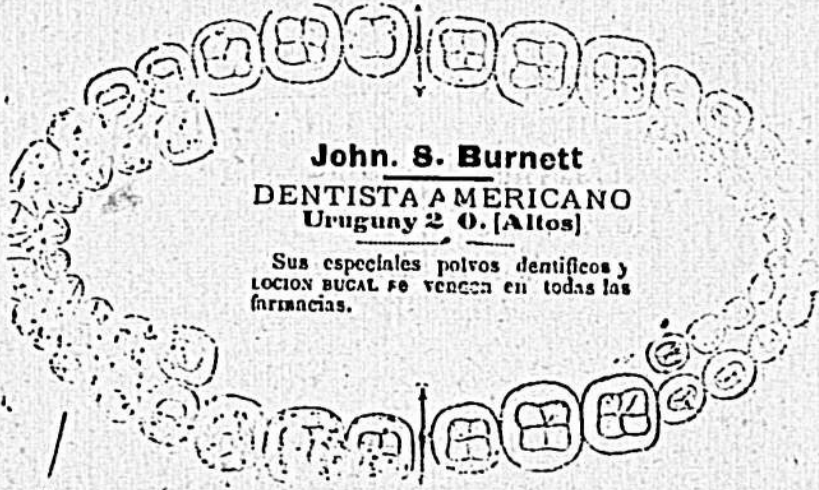 John. S. Burnett
DENTISTA AMERICANO
Uruguay 2 0. [Altos]
Sus especiales polvos dentificos y
LOCION BUCAL se venden en todas las
farmacias.